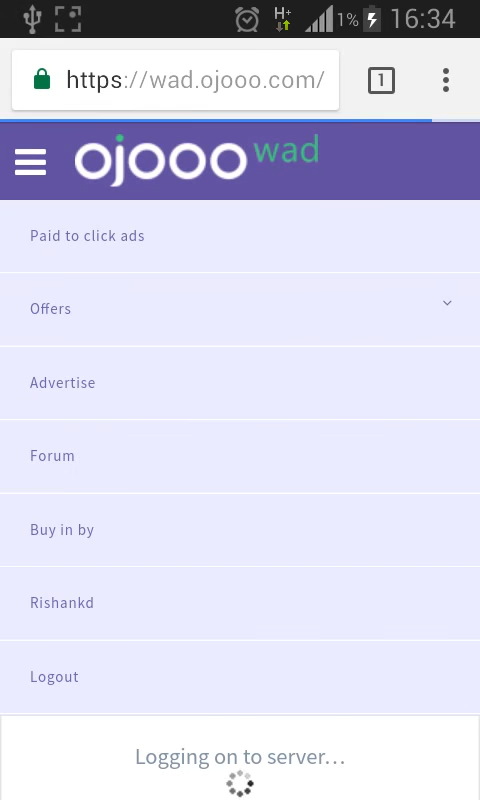 H+ 1% 16:34
https://wad.ojooo.com/ 1
ojooo wad
Paid to click ads
Offers
Advertise
Forum
Buy in by
Rishankd
Logout
Logging on to server...